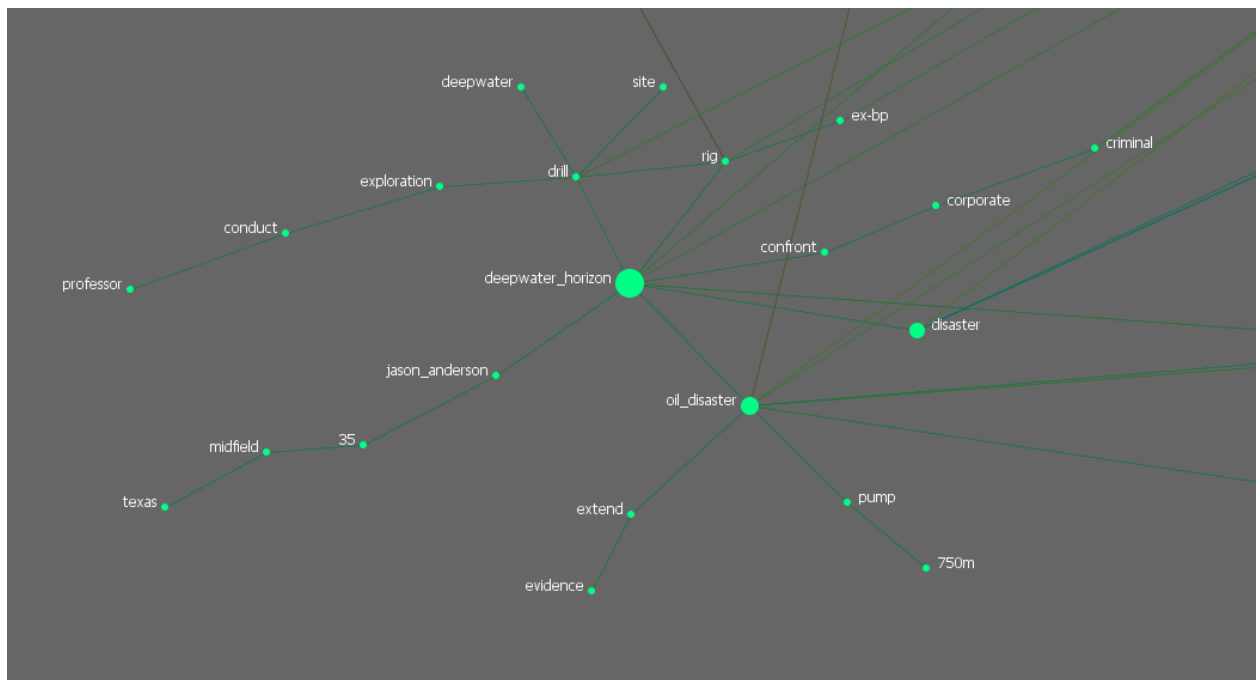 deepwater
site
ex-bp
criminal
rig
drill
exploration
corporate
conduct
confront
deepwater_horizon
professor
disaster
jason_anderson
oil_disaster
35
midfield
texas
pump
extend
750m
evidence